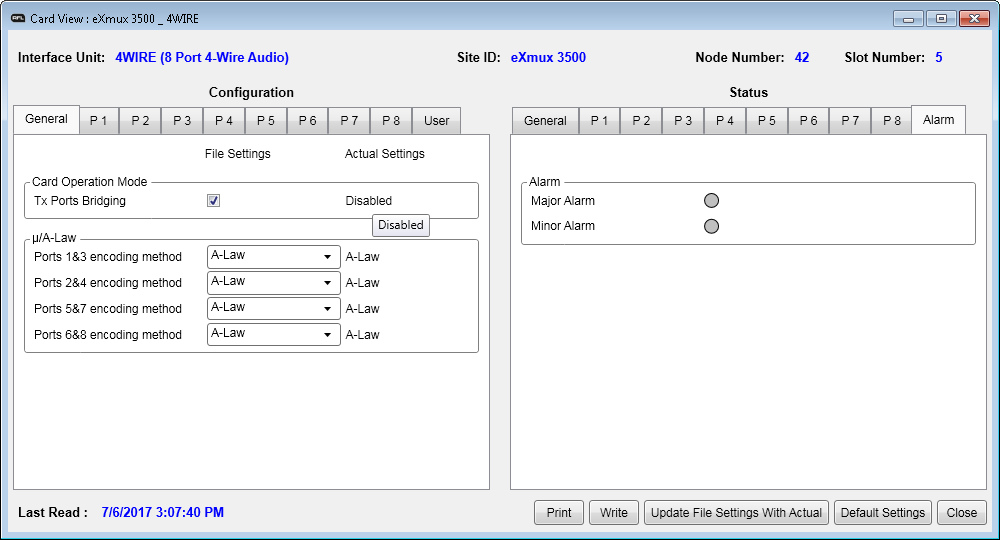 AFL Card View : eXmux 3500 _ 4WIRE
Interface Unit: 4WIRE (8 Port 4-Wire Audio) Site ID: eXmux 3500 Node Number: 42 Slot Number: 5
Configuration Status
General P 1 P 2 P 3 P 4 P 5 P 6 P 7 P 8 User General P 1 P 2 P 3 P 4 P 5 P 6 P 7 P 8 Alarm
File Settings Actual Settings
Card Operation Mode
Tx Ports Bridging Disabled
Disabled
µ/A-Law
Ports 1&3 encoding method A-Law A-Law
Ports 2&4 encoding method A-Law A-Law
Ports 5&7 encoding method A-Law A-Law
Ports 6&8 encoding method A-Law A-Law
Alarm
Major Alarm
Minor Alarm
Last Read : 7/6/2017 3:07:40 PM Print Write Update File Settings With Actual Default Settings Close